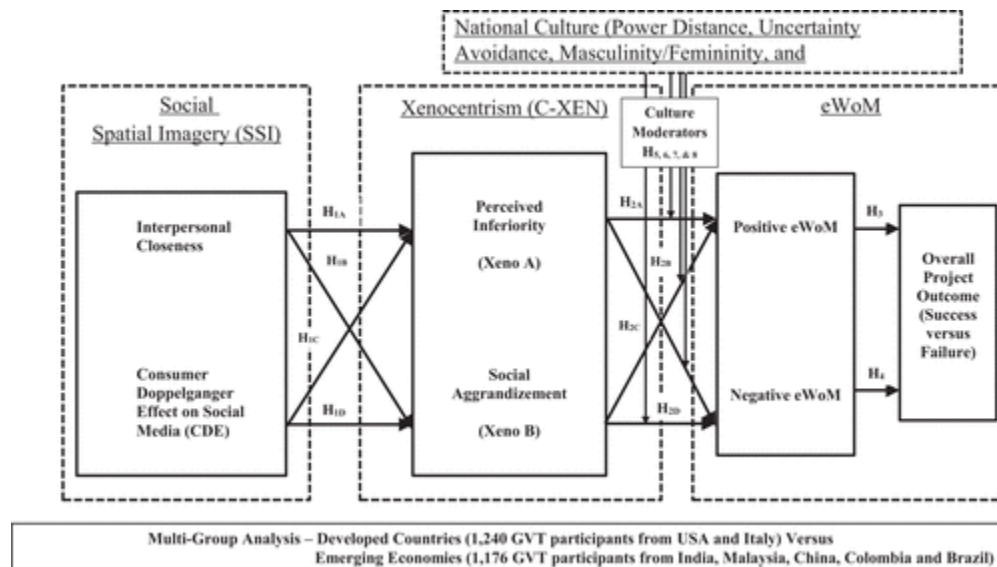 National Culture (Power Distance, Uncertainty
Avoidance, Masculinity/Femininity, and
Social
Spatial Imagery (SSI)
Xenocentrism (C-XEN)
Culture
Moderators
H5, 6, 7, & 8
eWoM
Interpersonal
Closeness
Consumer
Doppelganger
Effect on Social
Media (CDE)
H1A
H1B
H1C
H1D
Perceived
Inferiority
(Xeno A)
Social
Aggrandizement
(Xeno B)
H2A
H2B
H2C
H2D
Positive eWoM
Negative eWoM
H3
H4
Overall
Project
Outcome
(Success
versus
Failure)
Multi-Group Analysis – Developed Countries (1,240 GVT participants from USA and Italy) Versus
Emerging Economies (1,176 GVT participants from India, Malaysia, China, Colombia and Brazil)